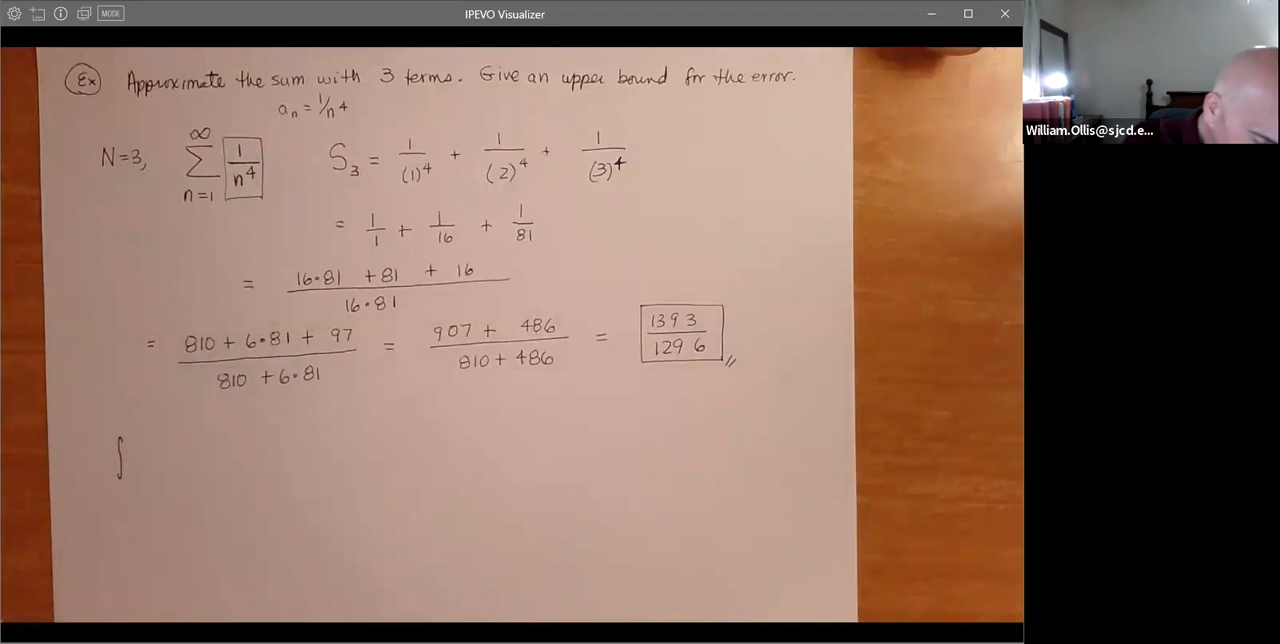 MODE
IPEVO Visualizer
William.Ollis@sjcd.e...
Ex Approximate the sum with 3 terms. Give an upper bound for the error.
aₙ = 1/n⁴
N=3, ∞ ∑ n=1 1/n⁴ S₃ = 1/(1)⁴ + 1/(2)⁴ + 1/(3)⁴
= 1/1 + 1/16 + 1/81
= (16·81 + 81 + 16)/(16·81)
= (810 + 6·81 + 97)/(810 + 6·81) = (907 + 486)/(810 + 486) = 1393/1296 //
∫